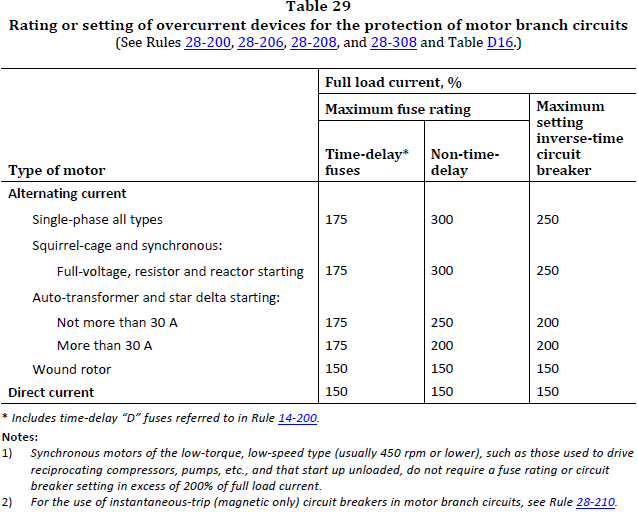 Table 29
Rating or setting of overcurrent devices for the protection of motor branch circuits
(See Rules 28-200, 28-206, 28-208, and 28-308 and Table D16.)
Full load current, %
Maximum fuse rating
Maximum
setting
inverse-time
circuit
breaker
Type of motor
Time-delay*
fuses
Non-time-
delay
Alternating current
Single-phase all types 175 300 250
Squirrel-cage and synchronous:
Full-voltage, resistor and reactor starting 175 300 250
Auto-transformer and star delta starting:
Not more than 30 A 175 250 200
More than 30 A 175 200 200
Wound rotor 150 150 150
Direct current 150 150 150
* Includes time-delay “D” fuses referred to in Rule 14-200.
Notes:
1) Synchronous motors of the low-torque, low-speed type (usually 450 rpm or lower), such as those used to drive
reciprocating compressors, pumps, etc., and that start up unloaded, do not require a fuse rating or circuit
breaker setting in excess of 200% of full load current.
2) For the use of instantaneous-trip (magnetic only) circuit breakers in motor branch circuits, see Rule 28-210.